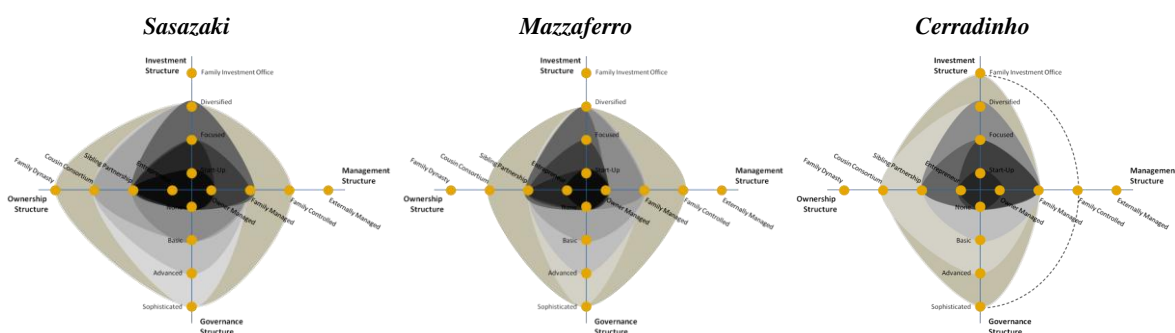 Sasazaki
Investment
Structure
Family Investment Office
Diversified
Focused
Start-Up
Family Dynasty
Cousin Consortium
Sibling Partnership
Entrepreneur
Ownership
Structure
Management
Structure
Owner Managed
Family Managed
Family Controlled
Externally Managed
None
Basic
Advanced
Sophisticated
Governance
Structure
Mazzaferro
Investment
Structure
Family Investment Office
Diversified
Focused
Start-Up
Family Dynasty
Cousin Consortium
Sibling Partnership
Entrepreneur
Ownership
Structure
Management
Structure
Owner Managed
Family Managed
Family Controlled
Externally Managed
None
Basic
Advanced
Sophisticated
Governance
Structure
Cerradinho
Investment
Structure
Family Investment Office
Diversified
Focused
Start-Up
Family Dynasty
Cousin Consortium
Sibling Partnership
Entrepreneur
Ownership
Structure
Managemen
Structure
Owner Managed
Family Managed
Family Controlled
Externally Managed
None
Basic
Advanced
Sophisticated
Governance
Structure